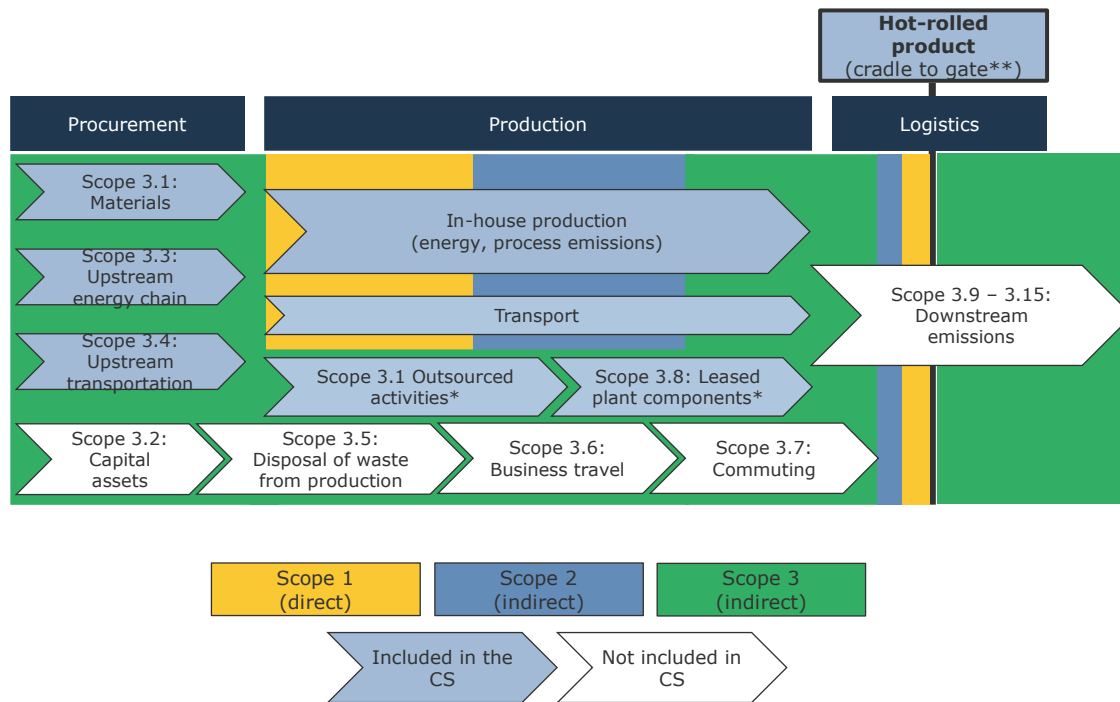 Hot-rolled
product
(cradle to gate**)
Procurement
Production
Logistics
Scope 3.1:
Materials
In-house production
(energy, process emissions)
Scope 3.3:
Upstream
energy chain
Scope 3.9 – 3.15:
Downstream
emissions
Transport
Scope 3.4:
Upstream
transportation
Scope 3.1 Outsourced
activities*
Scope 3.8: Leased
plant components*
Scope 3.2:
Capital
assets
Scope 3.5:
Disposal of waste
from production
Scope 3.6:
Business travel
Scope 3.7:
Commuting
Scope 1
(direct)
Scope 2
(indirect)
Scope 3
(indirect)
Included in the
CS
Not included in
CS